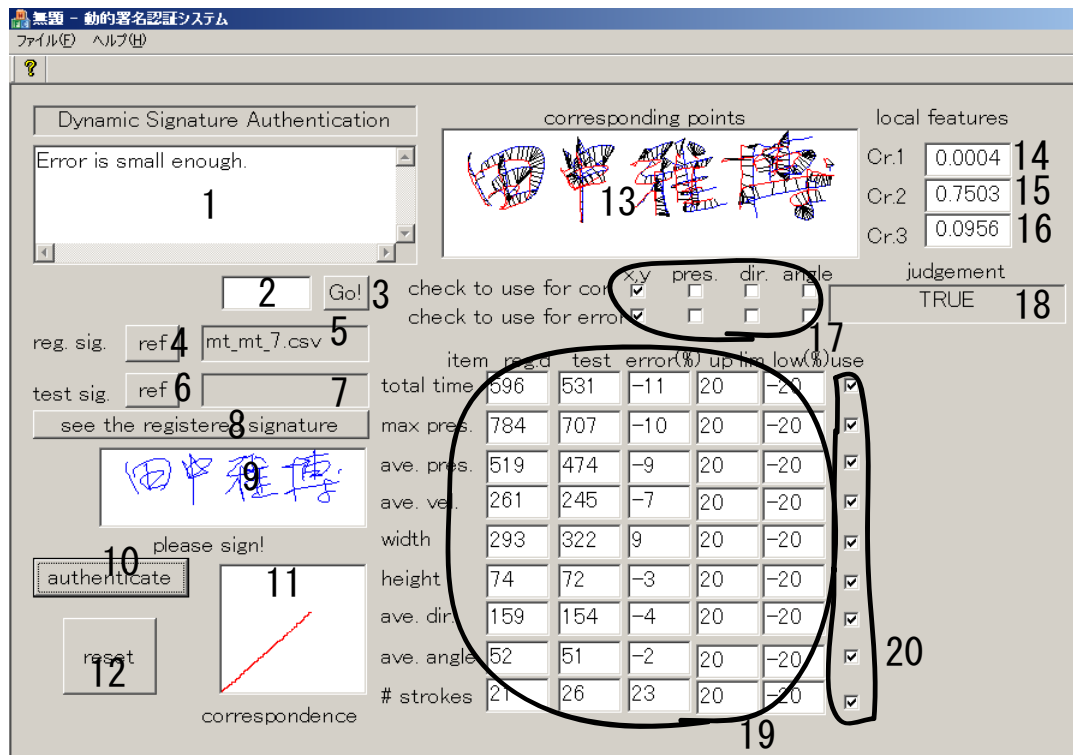 無題 - 動的署名認証システム
ファイル(F) ヘルプ(H)
?
Dynamic Signature Authentication
Error is small enough.
1
2
Go!
3
reg. sig.
ref
4
mt_mt_7.csv
5
test sig.
ref
6
7
see the registered signature
8
田中雅博
9
please sign!
10
authenticate
11
reset
12
correspondence
corresponding points
田中雅博
13
local features
Cr.1 0.0004 14
Cr.2 0.7503 15
Cr.3 0.0956 16
x,y pres. dir. angle
check to use for cor
check to use for error
17
judgement
TRUE 18
item reg.d test error(%) up lim low(%) use
total time 596 531 -11 20 -20
max pres. 784 707 -10 20 -20
ave. pres. 519 474 -9 20 -20
ave. vel. 261 245 -7 20 -20
width 293 322 9 20 -20
height 74 72 -3 20 -20
ave. dir. 159 154 -4 20 -20
ave. angle 52 51 -2 20 -20
# strokes 21 26 23 20 -20
19
20